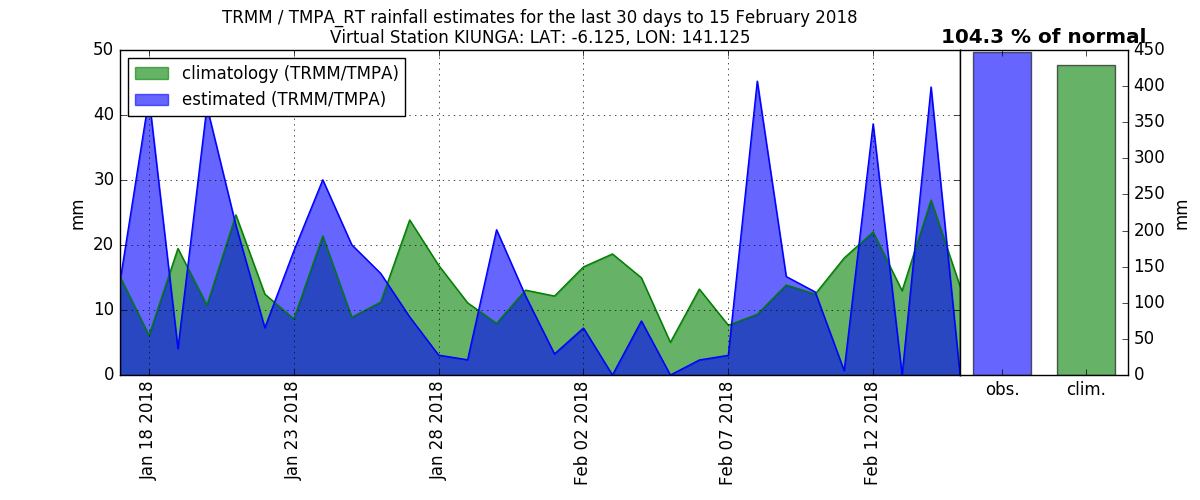 TRMM / TMPA_RT rainfall estimates for the last 30 days to 15 February 2018
Virtual Station KIUNGA: LAT: -6.125, LON: 141.125
104.3 % of normal
climatology (TRMM/TMPA)
estimated (TRMM/TMPA)
50
40
30
20
10
0
mm
Jan 18 2018
Jan 23 2018
Jan 28 2018
Feb 02 2018
Feb 07 2018
Feb 12 2018
obs.
clim.
450
400
350
300
250
200
150
100
50
0
mm